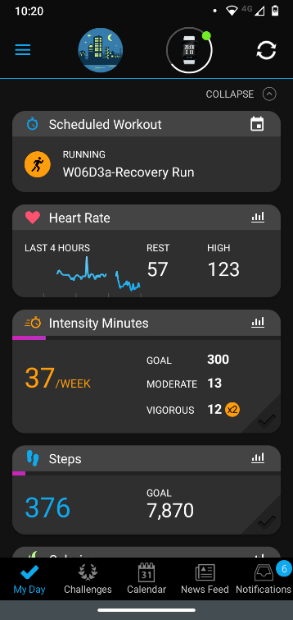 10:20
4G
COLLAPSE
Scheduled Workout
RUNNING
W06D3a-Recovery Run
Heart Rate
LAST 4 HOURS
REST
HIGH
57
123
Intensity Minutes
37/WEEK
GOAL 300
MODERATE 13
VIGOROUS 12 x2
Steps
376
GOAL
7,870
31
6
My Day
Challenges
Calendar
News Feed
Notifications